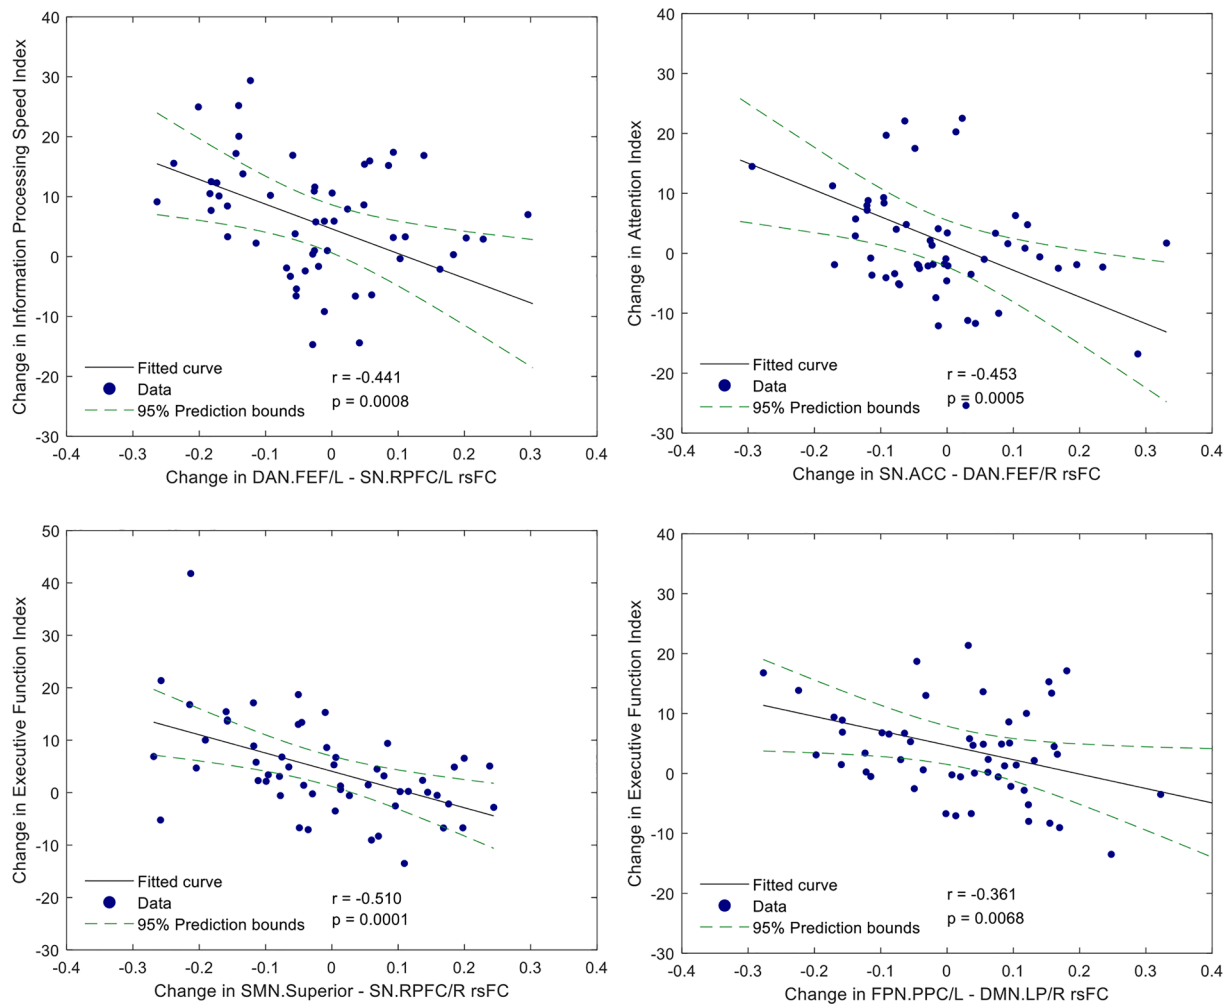 40
30
20
10
0
-10
-20
-30
Change in Information Processing Speed Index
Fitted curve
Data
95% Prediction bounds
r = -0.441
p = 0.0008
-0.4 -0.3 -0.2 -0.1 0 0.1 0.2 0.3 0.4
Change in DAN.FEF/L - SN.RPFC/L rsFC
40
30
20
10
0
-10
-20
-30
Change in Attention Index
Fitted curve
Data
95% Prediction bounds
r = -0.453
p = 0.0005
-0.4 -0.3 -0.2 -0.1 0 0.1 0.2 0.3 0.4
Change in SN.ACC - DAN.FEF/R rsFC
50
40
30
20
10
0
-10
-20
-30
Change in Executive Function Index
Fitted curve
Data
95% Prediction bounds
r = -0.510
p = 0.0001
-0.4 -0.3 -0.2 -0.1 0 0.1 0.2 0.3 0.4
Change in SMN.Superior - SN.RPFC/R rsFC
40
30
20
10
0
-10
-20
-30
Change in Executive Function Index
Fitted curve
Data
95% Prediction bounds
r = -0.361
p = 0.0068
-0.4 -0.3 -0.2 -0.1 0 0.1 0.2 0.3 0.4
Change in FPN.PPC/L - DMN.LP/R rsFC